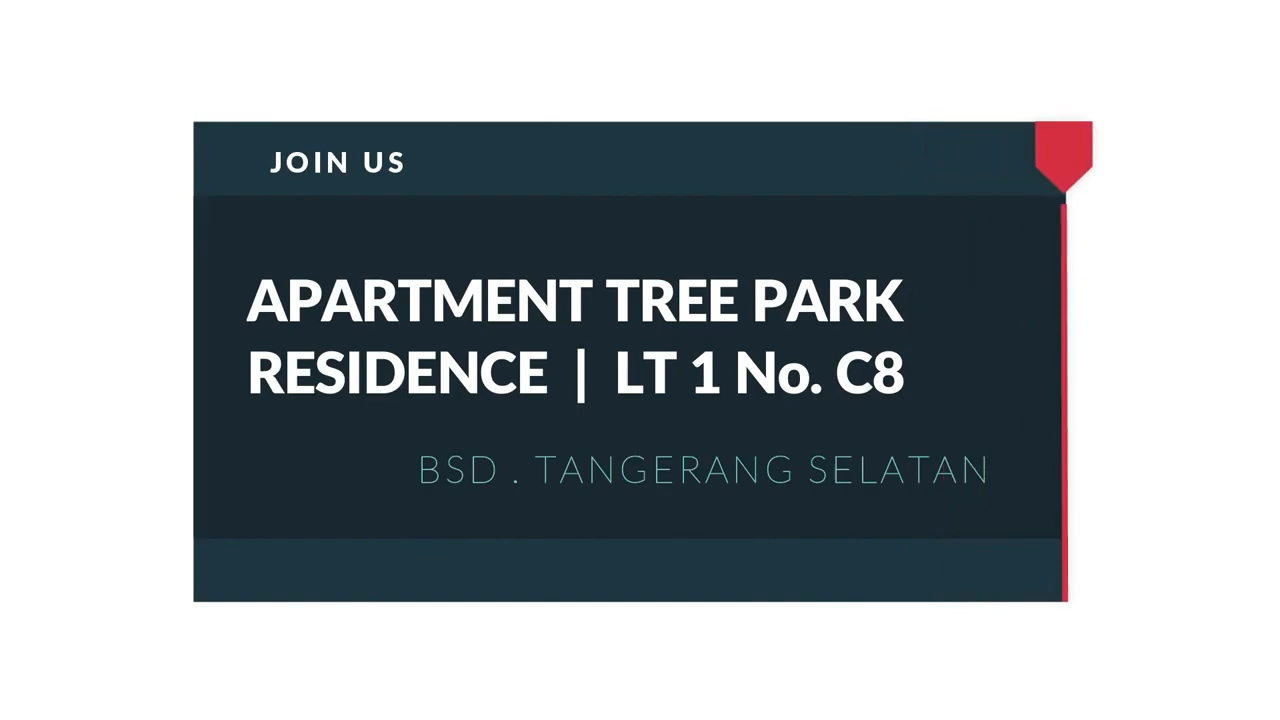 JOIN US
APARTMENT TREE PARK
RESIDENCE | LT 1 No. C8
BSD . TANGERANG SELATAN